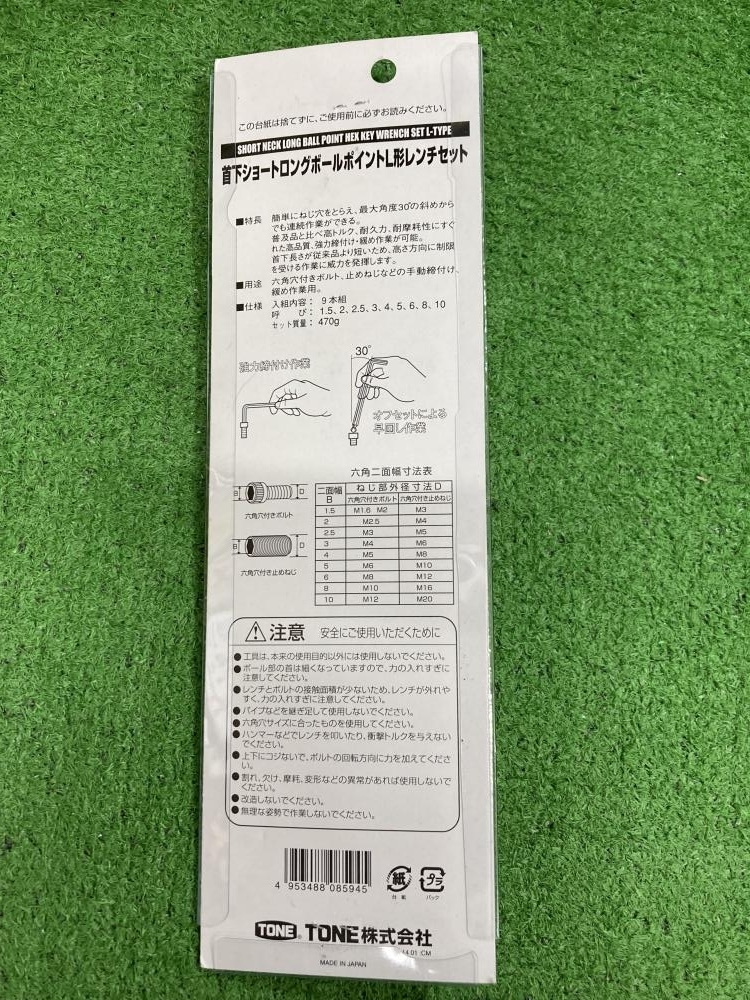 この台紙は捨てずに、ご使用前に必ずお読みください。
SHORT NECK LONG BALL POINT HEX KEY WRENCH SET L-TYPE
首下ショートロングボールポイントL形レンチセット
■特長 簡単にねじ穴をとらえ、最大角度30°の斜めから
でも連続作業ができる。
普及品と比べ高トルク、耐久力、耐摩耗性にすぐ
れた高品質、強力締付け・緩め作業が可能。
首下長さが従来品より短いため、高さ方向に制限
を受ける作業に威力を発揮します。
■用途 六角穴付きボルト、止めねじなどの手動締付け、
緩め作業用。
■仕様 入組内容： 9本組
呼び： 1.5、2、2.5、3、4、5、6、8、10
セット質量： 470g
強力締付け作業
30°
オフセットによる
早回し作業
六角二面幅寸法表
二面幅B ねじ部外径寸法D
六角穴付きボルト 六角穴付き止めねじ
1.5 M1.6 M2 M3
2 M2.5 M4
2.5 M3 M5
3 M4 M6
4 M5 M8
5 M6 M10
6 M8 M12
8 M10 M16
10 M12 M20
B D
六角穴付きボルト
B D
六角穴付き止めねじ
注意 安全にご使用いただくために
●工具は、本来の使用目的以外には使用しないでください。
●ボール部の首は細くなっていますので、力の入れすぎに
注意してください。
●レンチとボルトの接触面積が少ないため、レンチが外れや
すく、力の入れすぎに注意してください。
●パイプなどを継ぎ足して使用しないでください。
●六角穴サイズに合ったものを使用してください。
●ハンマーなどでレンチを叩いたり、衝撃トルクを与えない
でください。
●上下にコジないで、ボルトの回転方向に力を加えてくださ
い。
●割れ、欠け、摩耗、変形などの異常があれば使用しないで
ください。
●改造しないでください。
●無理な姿勢で作業しないでください。
4 953488 085945
紙
台紙
プラ
パック
TONE ® TONE株式会社
MADE IN JAPAN